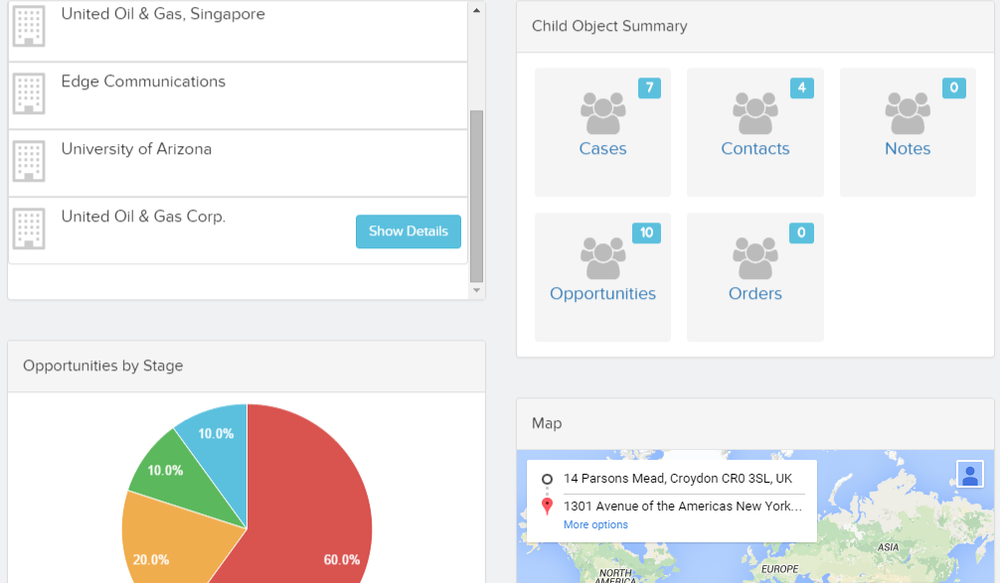 United Oil & Gas, Singapore
Edge Communications
University of Arizona
United Oil & Gas Corp.
Show Details
Opportunities by Stage
10.0%
10.0%
20.0%
60.0%
Child Object Summary
7
Cases
4
Contacts
0
Notes
10
Opportunities
0
Orders
Map
14 Parsons Mead, Croydon CR0 3SL, UK
1301 Avenue of the Americas New York...
More options
ASIA
EUROPE
NORTH
AMERICA